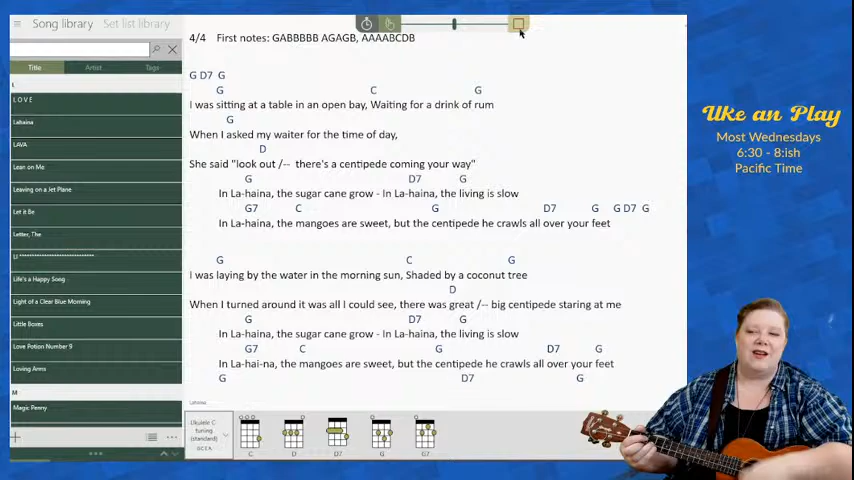 Song library
Set list library
Title
Artist
Tags
L
L O V E
Lahaina
LAVA
Lean on Me
Leaving on a Jet Plane
Let it Be
Letter, The
Life's a Happy Song
Light of a Clear Blue Morning
Little Boxes
Love Potion Number 9
Loving Arms
M
Magic Penny
4/4 First notes: GABBBBB AGAGB, AAAABCDB
G D7 G
G C G
I was sitting at a table in an open bay, Waiting for a drink of rum
G
When I asked my waiter for the time of day,
D
She said "look out /-- there's a centipede coming your way"
G D7 G
In La-haina, the sugar cane grow - In La-haina, the living is slow
G7 C G D7 G G D7 G
In La-haina, the mangoes are sweet, but the centipede he crawls all over your feet
G C G
I was laying by the water in the morning sun, Shaded by a coconut tree
D
When I turned around it was all I could see, there was great /-- big centipede staring at me
G D7 G
In La-haina, the sugar cane grow - In La-haina, the living is slow
G7 C G D7 G
In La-hai-na, the mangoes are sweet, but the centipede he crawls all over your feet
G D7 G
Lahaina
Ukulele C
tuning
(standard)
G C E A
C D D7 G G7
Uke an Play
Most Wednesdays
6:30 - 8:ish
Pacific Time